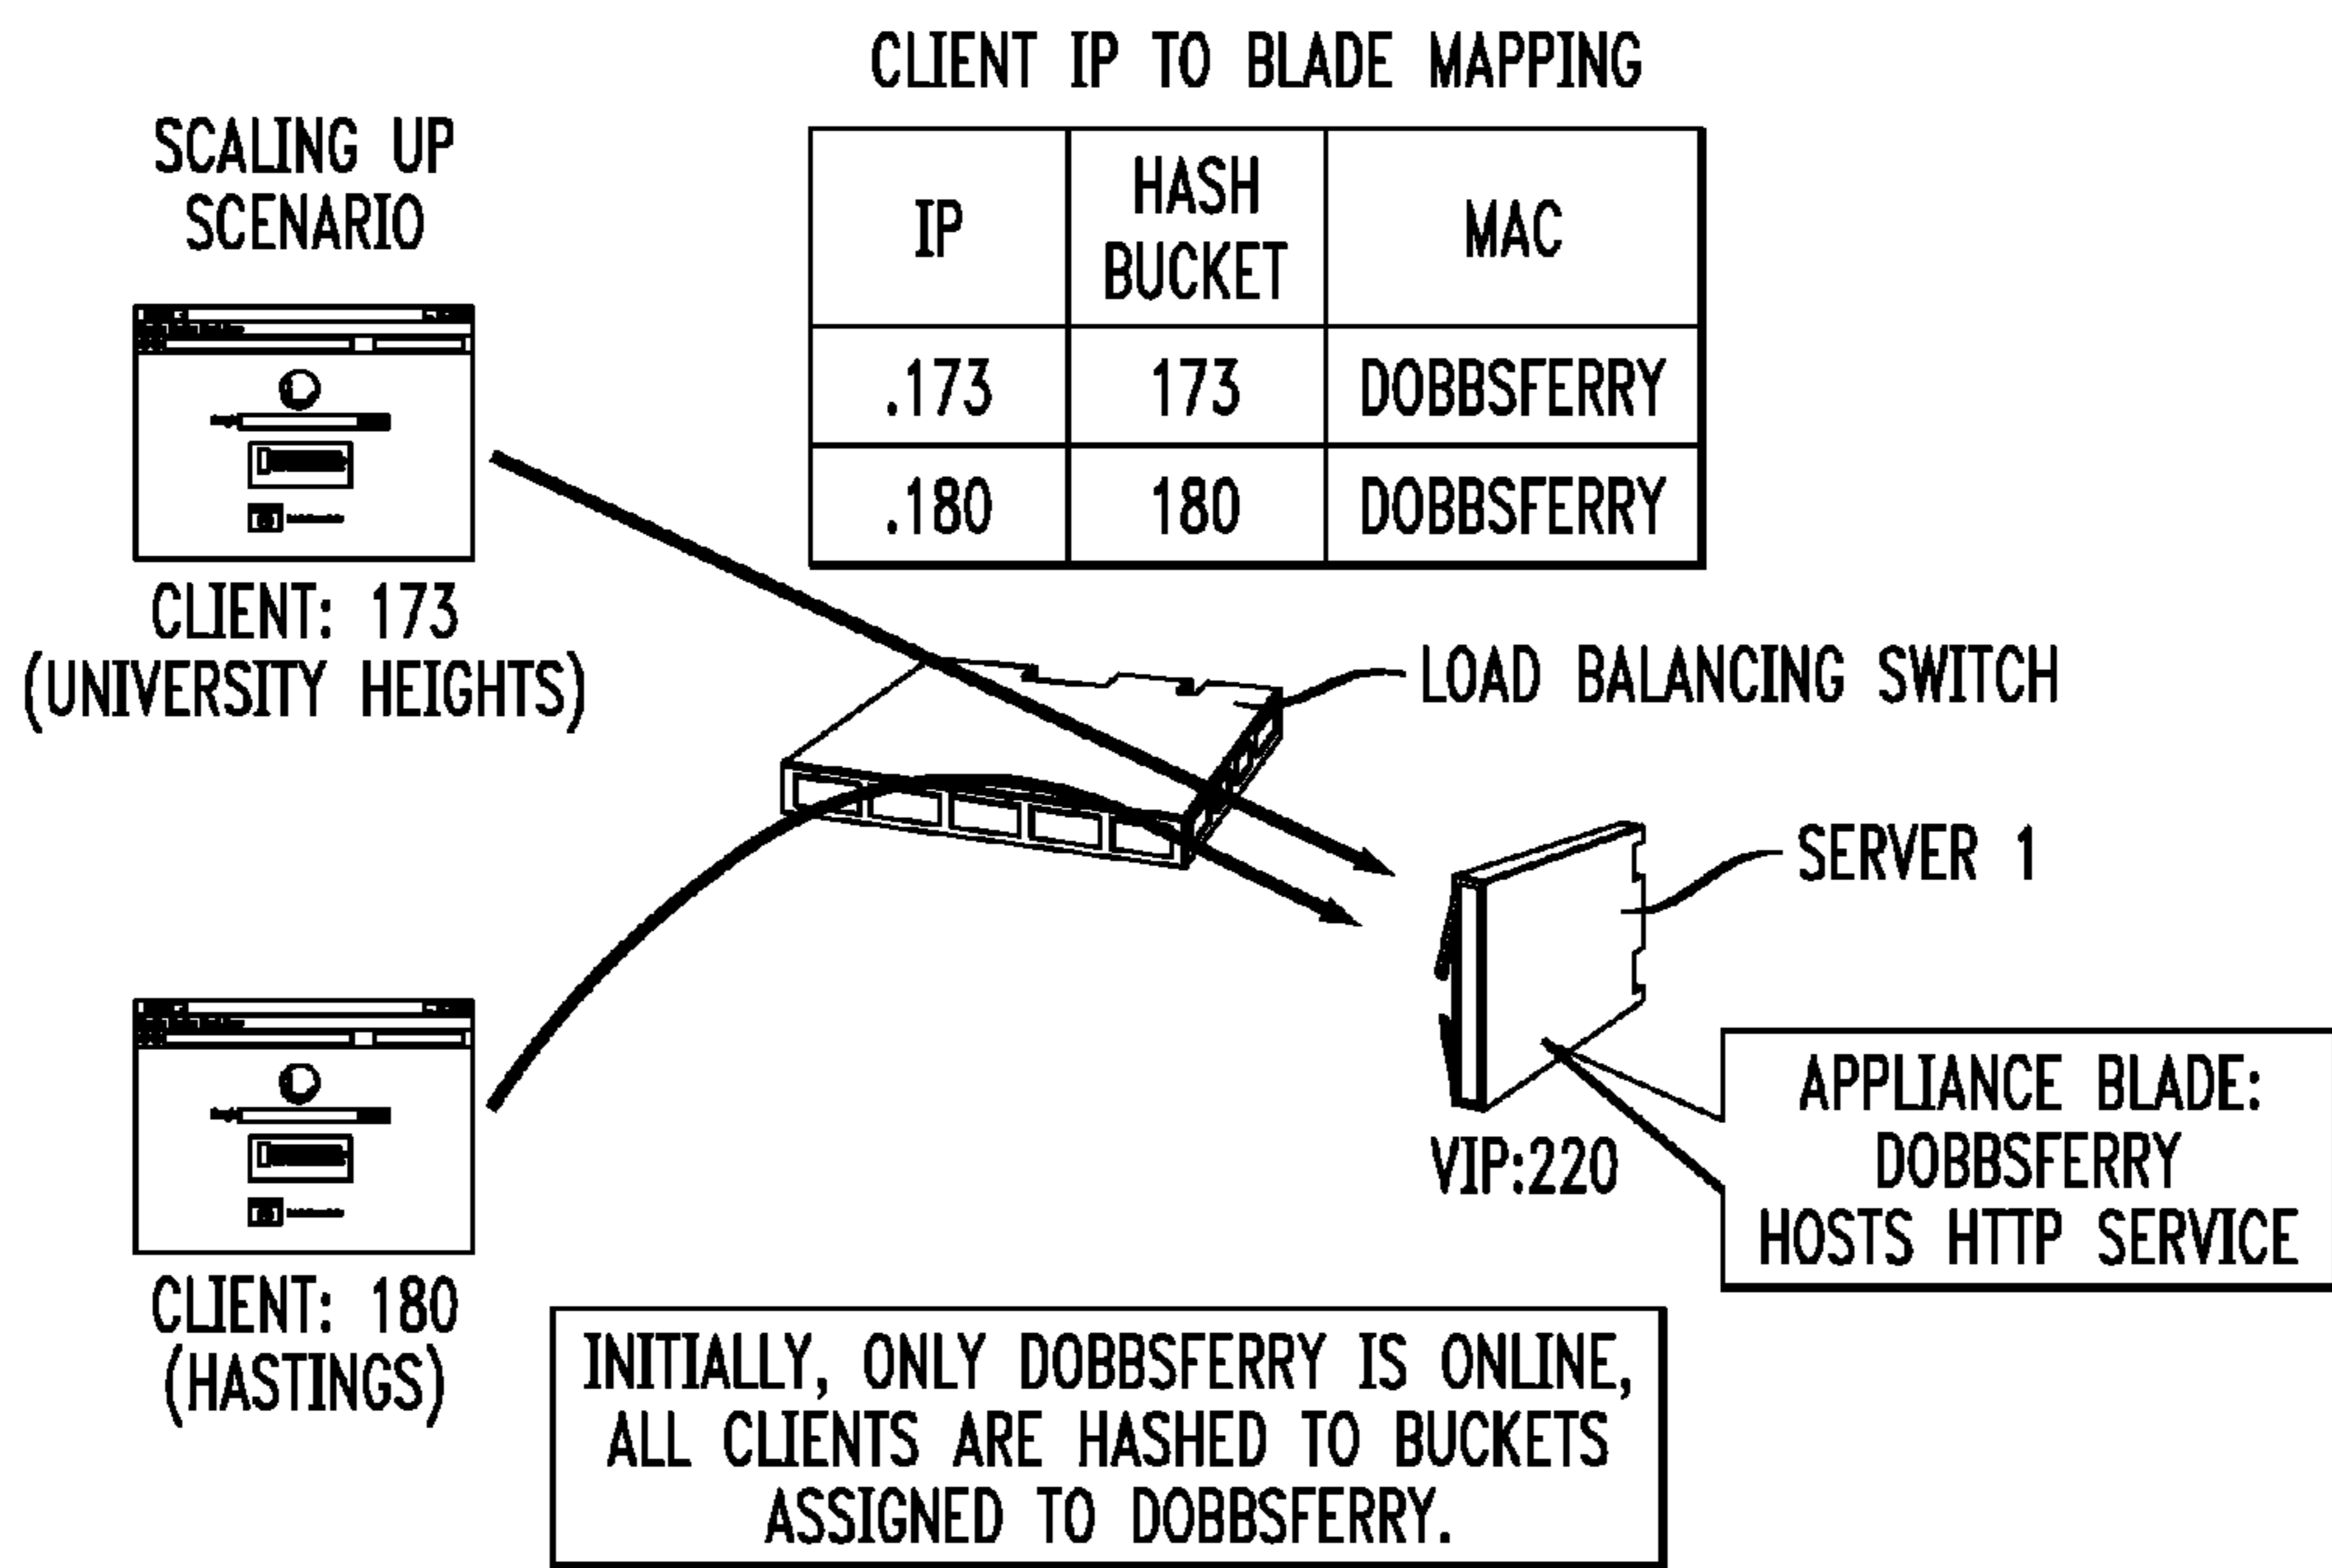 CLIENT IP TO BLADE MAPPING
SCALING UP
SCENARIO
IP
HASH
BUCKET
MAC
.173
173
DOBBSFERRY
.180
180
DOBBSFERRY
CLIENT: 173
(UNIVERSITY HEIGHTS)
LOAD BALANCING SWITCH
SERVER 1
VIP:220
APPLIANCE BLADE:
DOBBSFERRY
HOSTS HTTP SERVICE
CLIENT: 180
(HASTINGS)
INITIALLY, ONLY DOBBSFERRY IS ONLINE,
ALL CLIENTS ARE HASHED TO BUCKETS
ASSIGNED TO DOBBSFERRY.